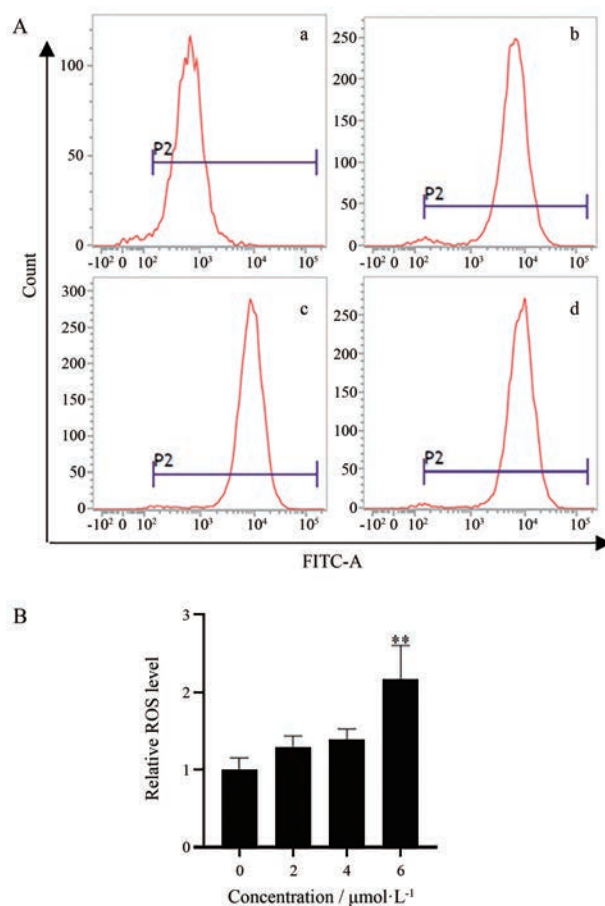 A
Count
a
100
50
0
P2
-10² 0 10² 10³ 10⁴ 10⁵
b
250
200
150
100
50
0
P2
-10² 0 10² 10³ 10⁴ 10⁵
c
300
250
200
150
100
50
0
P2
-10² 0 10² 10³ 10⁴ 10⁵
d
250
200
150
100
50
0
P2
-10² 0 10² 10³ 10⁴ 10⁵
FITC-A
B
Relative ROS level
3
2
1
0
**
0 2 4 6
Concentration / μmol·L⁻¹